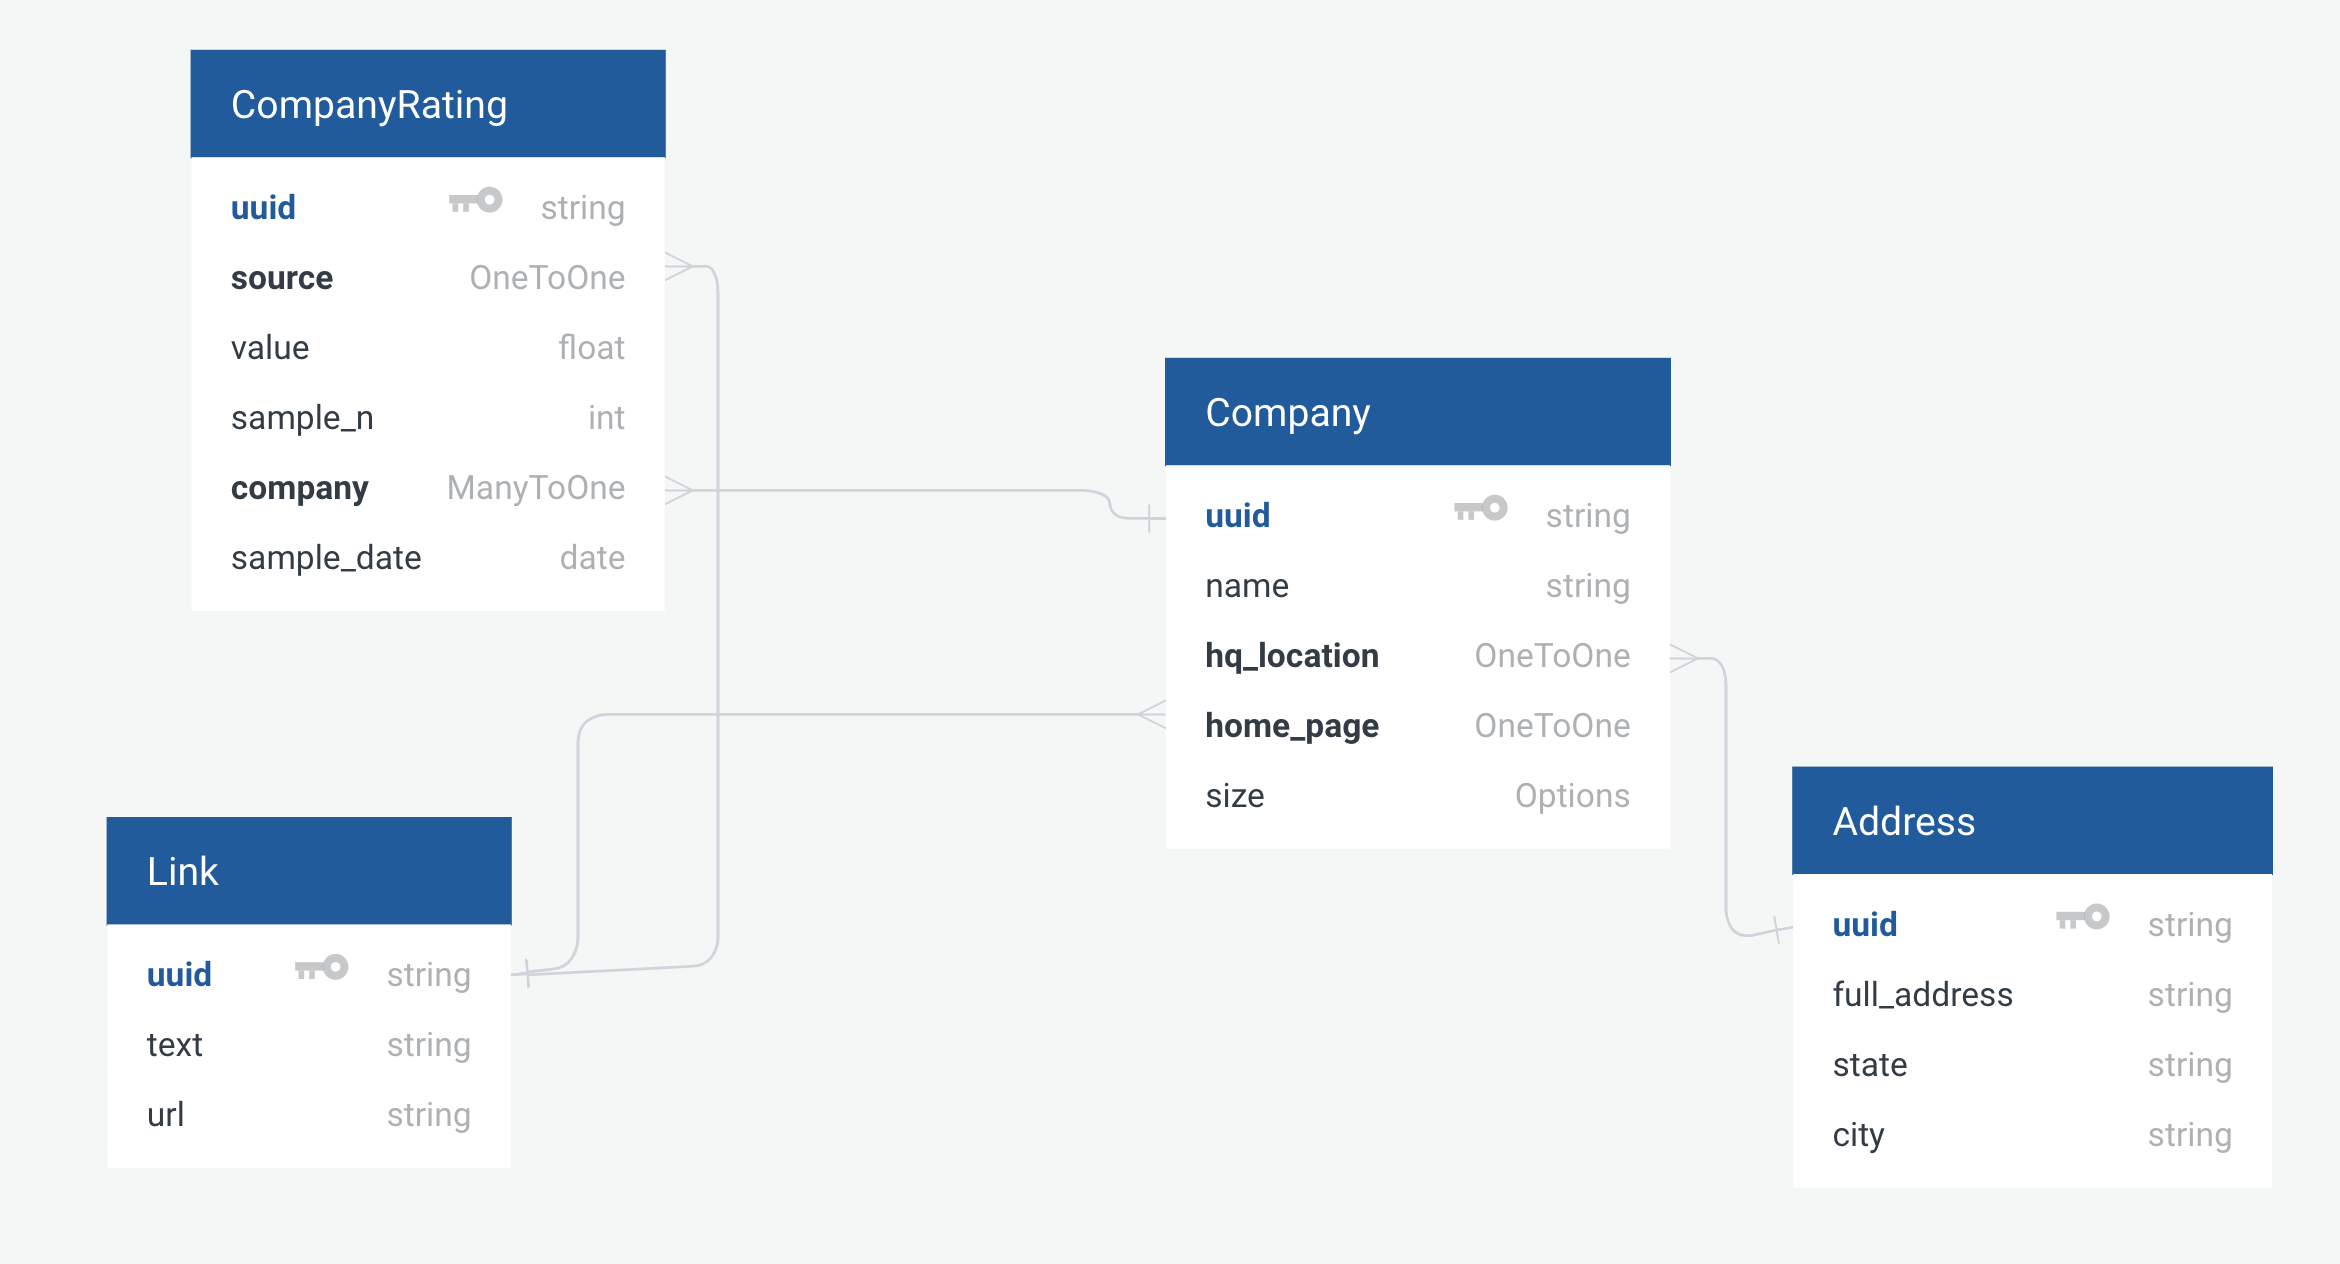 CompanyRating
uuid string
source OneToOne
value float
sample_n int
company ManyToOne
sample_date date
Company
uuid string
name string
hq_location OneToOne
home_page OneToOne
size Options
Link
uuid string
text string
url string
Address
uuid string
full_address string
state string
city string